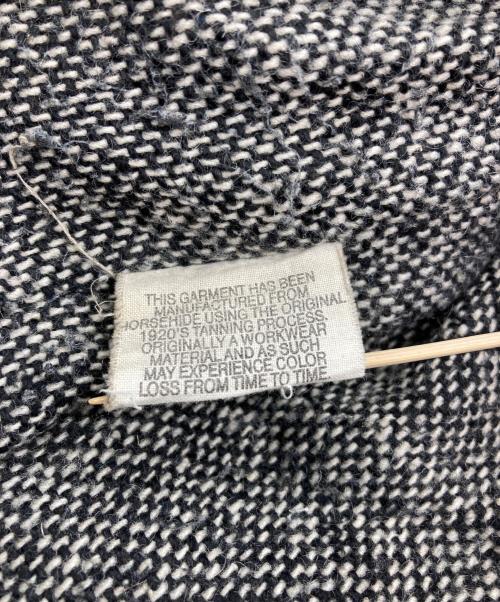 THIS GARMENT HAS BEEN
MANUFACTURED FROM
HORSEHIDE USING THE ORIGINAL
1920'S TANNING PROCESS.
ORIGINALLY A WORKWEAR
MATERIAL AND AS SUCH
MAY EXPERIENCE COLOR
LOSS FROM TIME TO TIME.